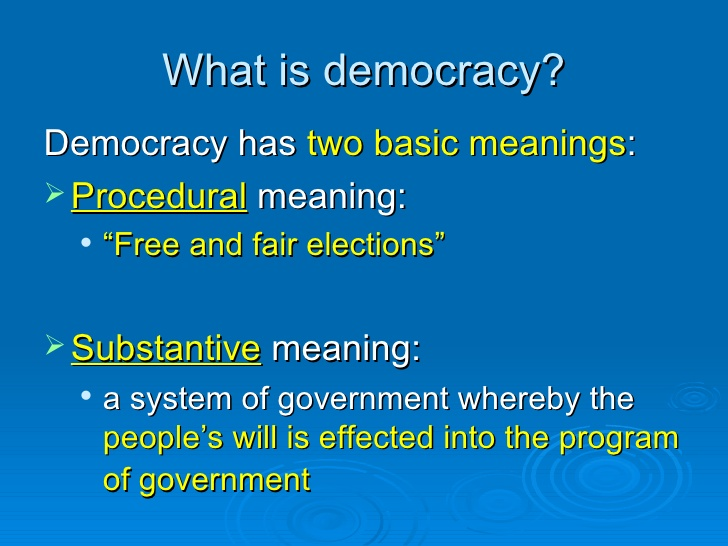 What is democracy?
Democracy has two basic meanings:
Procedural meaning:
“Free and fair elections”
Substantive meaning:
a system of government whereby the
people’s will is effected into the program
of government